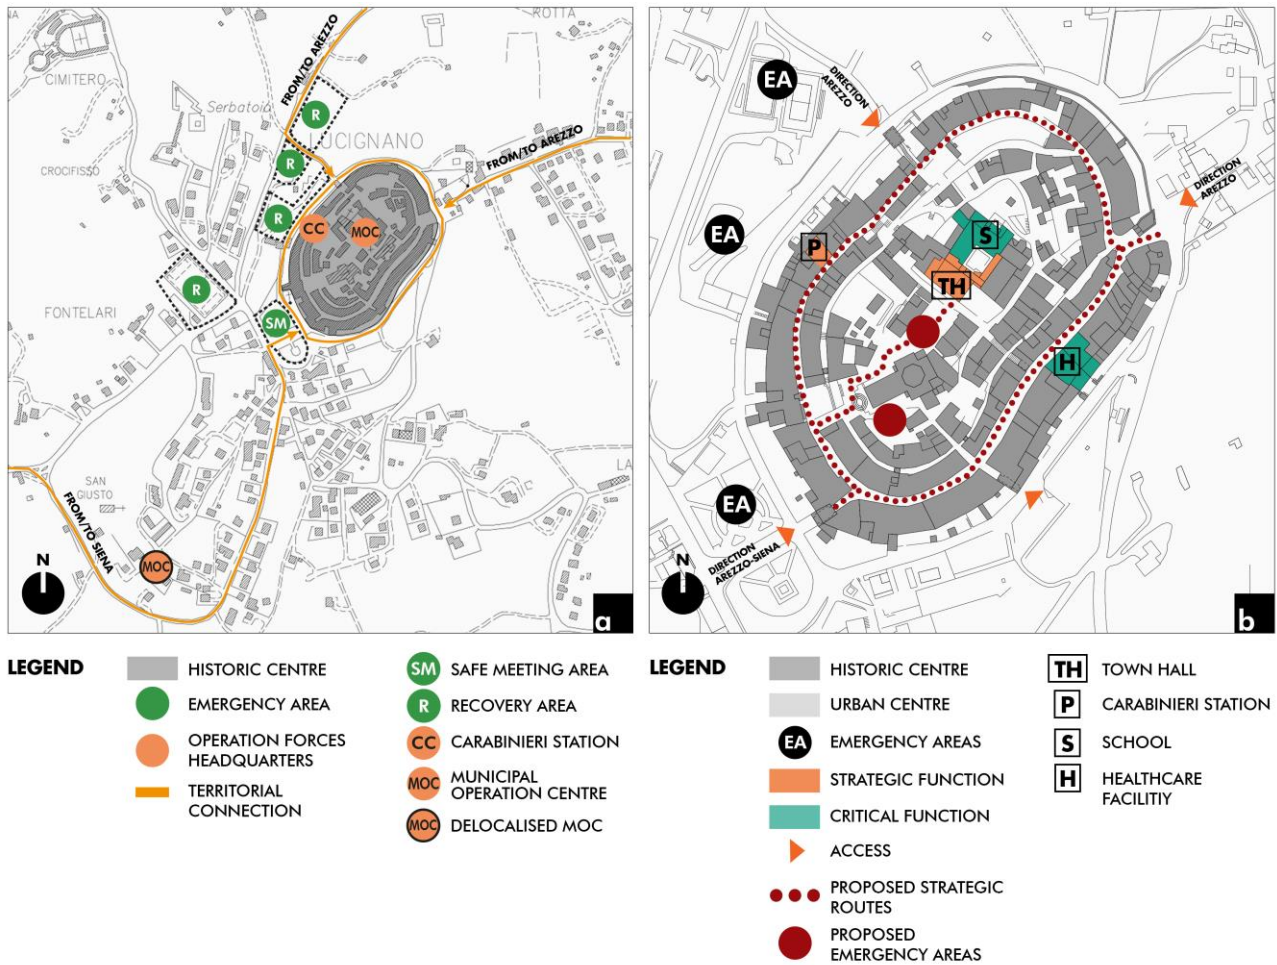 NA
ROTTA
CIMITERO
Serbatoio
FROM/TO AREZZO
R
LUCIGNANO
FROM/TO AREZZO
CROCIFISSO
R
R
CC
MOC
R
FONTELARI
SM
SAN
GIUSTO
LA
FROM/TO SIENA
MOC
N
a
EA
DIRECTION
AREZZO
DIRECTION
AREZZO
EA
P
S
TH
H
EA
DIRECTION
AREZZO-SIENA
N
b
LEGEND
HISTORIC CENTRE
EMERGENCY AREA
OPERATION FORCES
HEADQUARTERS
TERRITORIAL
CONNECTION
SM SAFE MEETING AREA
R RECOVERY AREA
CC CARABINIERI STATION
MOC MUNICIPAL
OPERATION CENTRE
MOC DELOCALISED MOC
LEGEND
HISTORIC CENTRE
URBAN CENTRE
EA EMERGENCY AREAS
STRATEGIC FUNCTION
CRITICAL FUNCTION
ACCESS
PROPOSED STRATEGIC
ROUTES
PROPOSED
EMERGENCY AREAS
TH TOWN HALL
P CARABINIERI STATION
S SCHOOL
H HEALTHCARE
FACILITIY